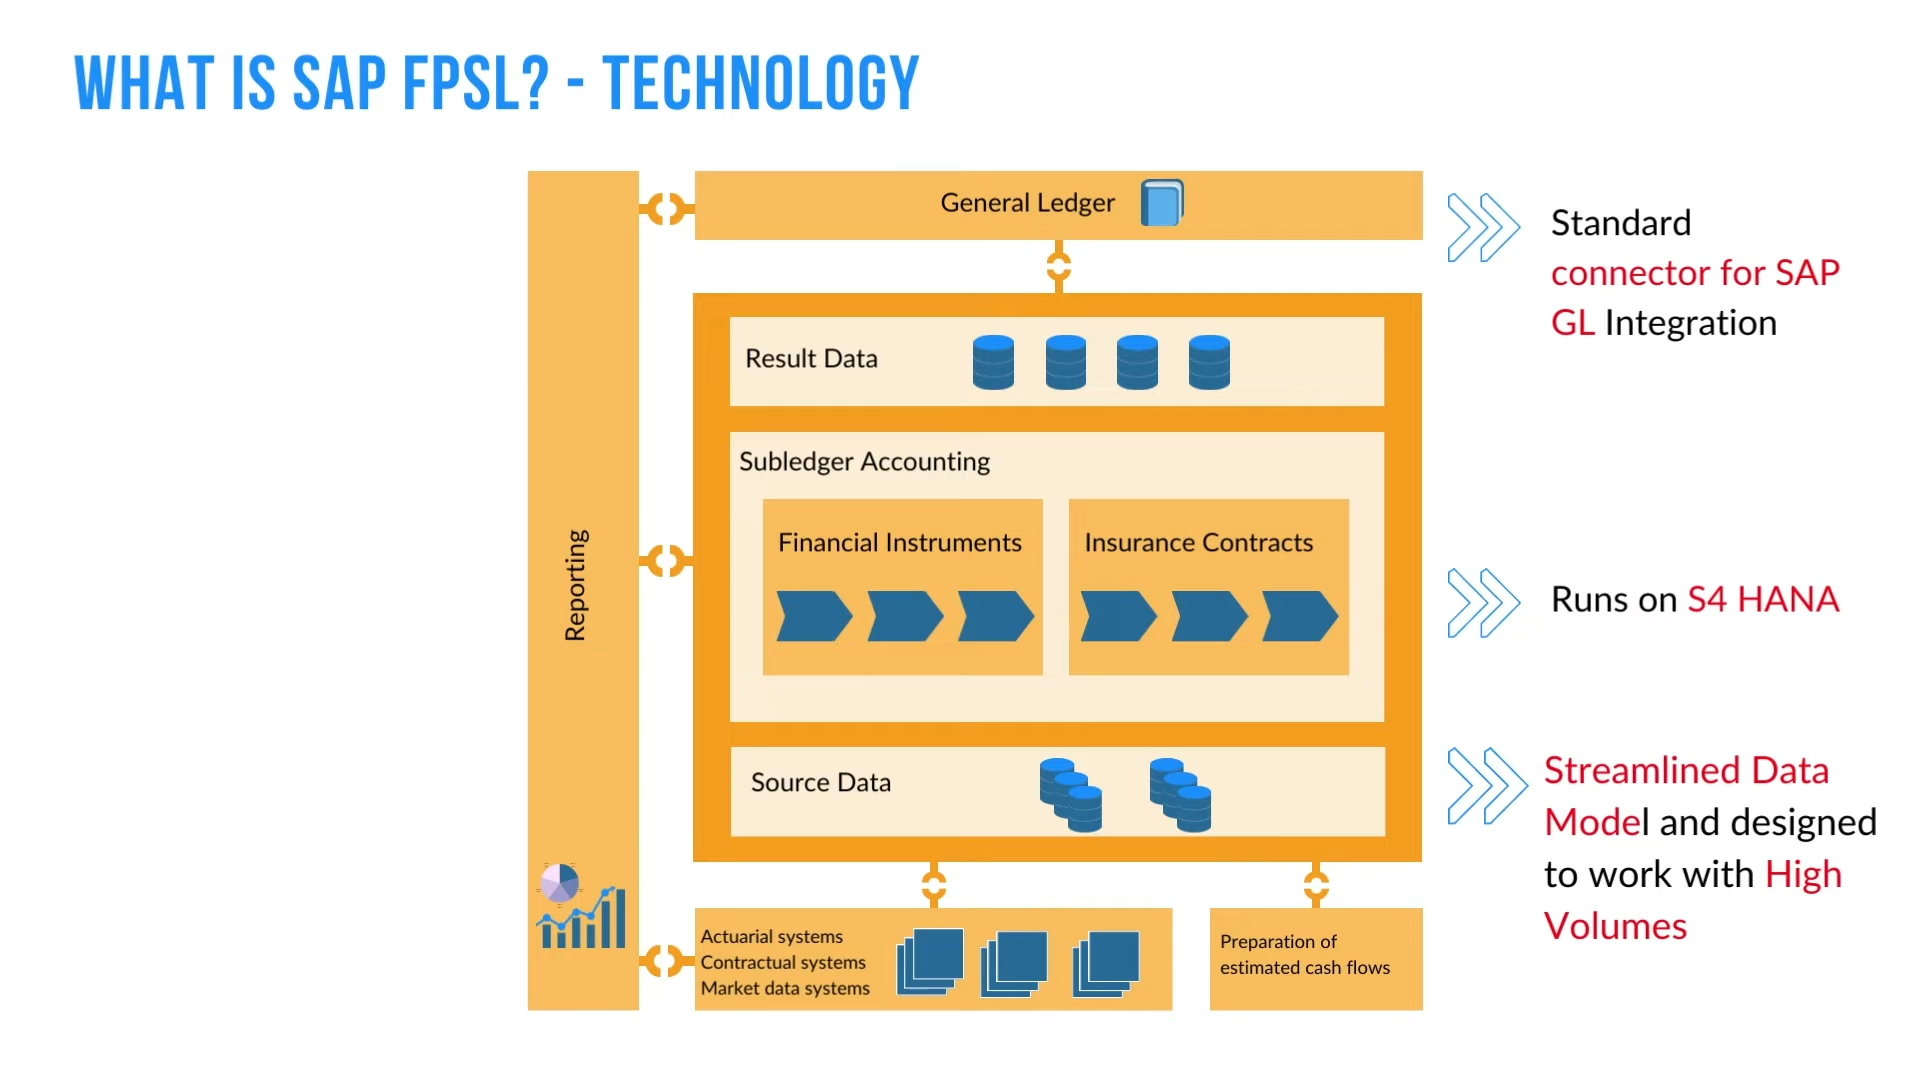 WHAT IS SAP FPSL? - TECHNOLOGY
General Ledger
Result Data
Subledger Accounting
Financial Instruments
Insurance Contracts
Source Data
Reporting
Actuarial systems
Contractual systems
Market data systems
Preparation of
estimated cash flows
Standard
connector for SAP
GL Integration
Runs on S4 HANA
Streamlined Data
Model and designed
to work with High
Volumes